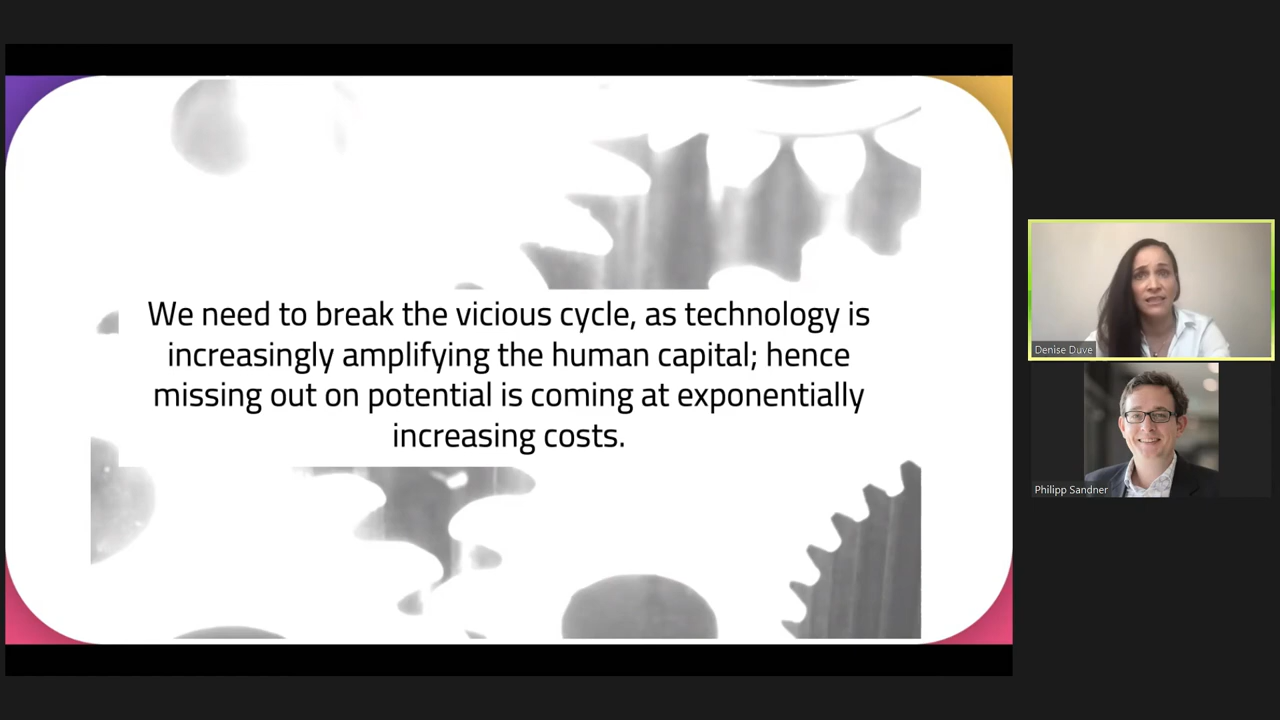 We need to break the vicious cycle, as technology is
increasingly amplifying the human capital; hence
missing out on potential is coming at exponentially
increasing costs.
Denise Duve
Philipp Sandner